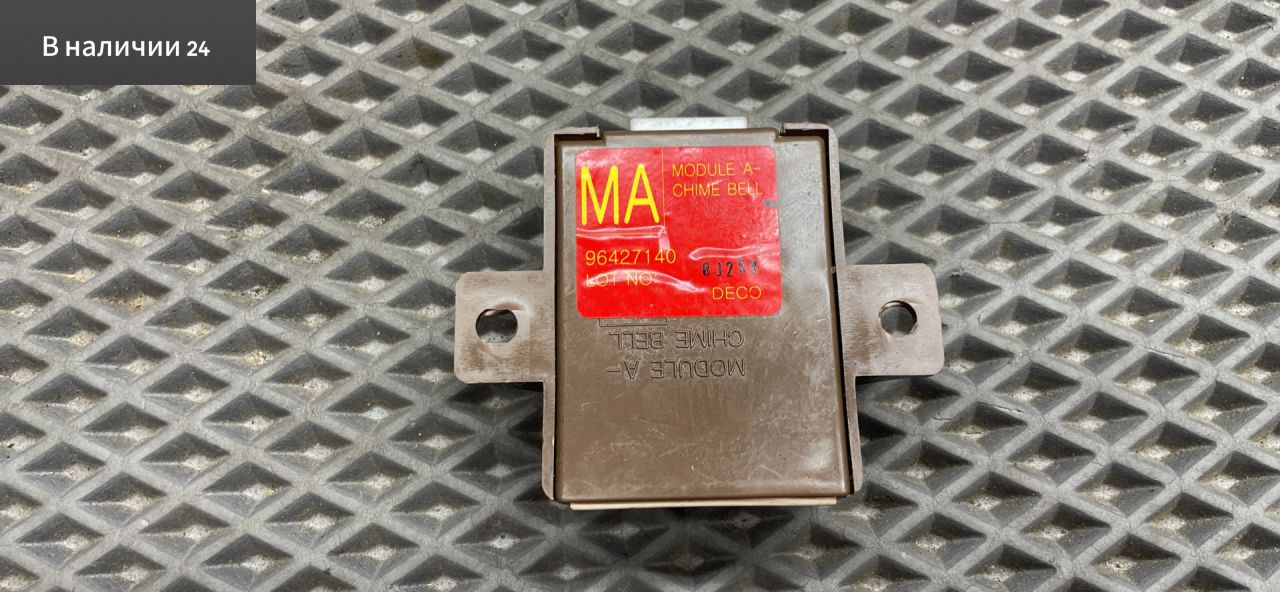 В наличии 24
MA
MODULE A-
CHIME BELL
96427140
LOT NO
DECO
MODULE A-
CHIME BELL